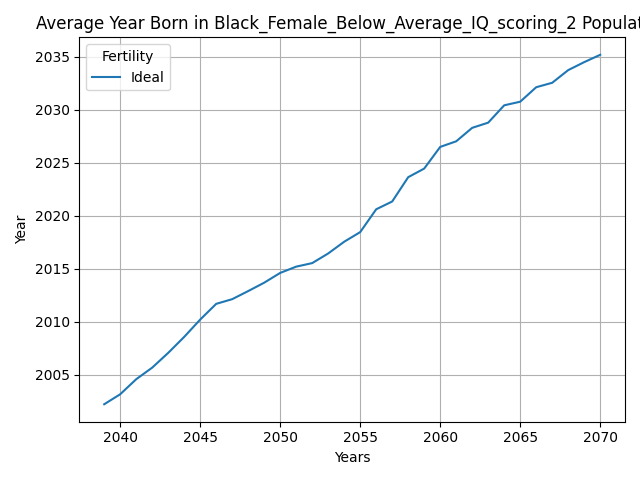 Average Year Born in Black_Female_Below_Average_IQ_scoring_2 Populat
Fertility
Ideal
2035
2030
2025
2020
2015
2010
2005
Year
2040 2045 2050 2055 2060 2065 2070
Years